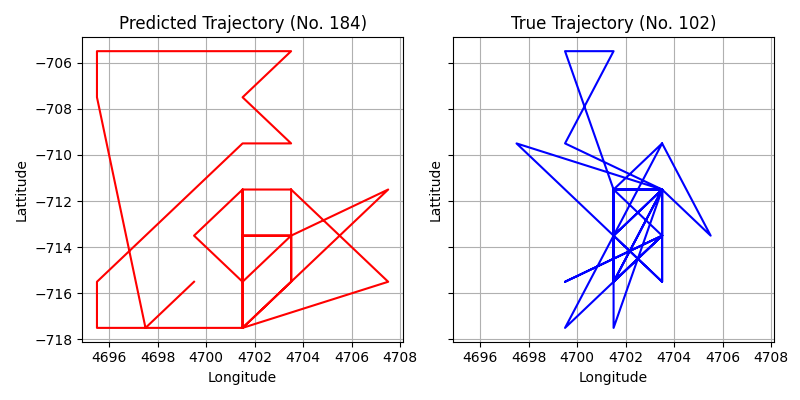 Predicted Trajectory (No. 184)
True Trajectory (No. 102)
−706
−708
−710
−712
−714
−716
−718
Lattitude
Lattitude
4696 4698 4700 4702 4704 4706 4708
4696 4698 4700 4702 4704 4706 4708
Longitude
Longitude